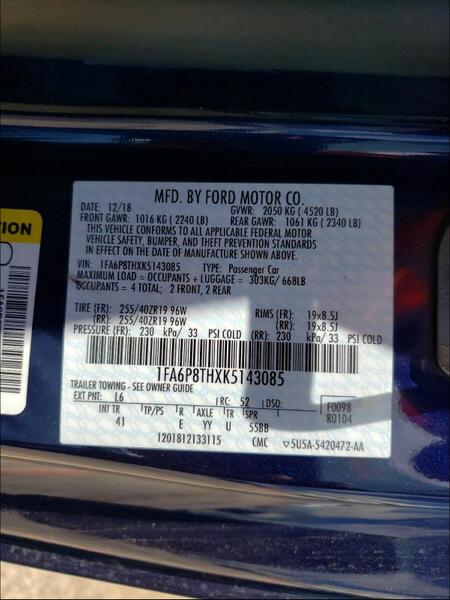 MFD. BY FORD MOTOR CO.
DATE: 12/18 GVWR: 2050 KG ( 4520 LB)
FRONT GAWR: 1016 KG ( 2240 LB) REAR GAWR: 1061 KG ( 2340 LB)
THIS VEHICLE CONFORMS TO ALL APPLICABLE FEDERAL MOTOR
VEHICLE SAFETY, BUMPER, AND THEFT PREVENTION STANDARDS
IN EFFECT ON THE DATE OF MANUFACTURE SHOWN ABOVE.
VIN: 1FA6P8THXK5143085 TYPE: Passenger Car
MAXIMUM LOAD = OCCUPANTS + LUGGAGE = 303KG/ 668LB
OCCUPANTS = 4 TOTAL; 2 FRONT, 2 REAR
TIRE (FR): 255/40ZR19 96W RIMS (FR): 19x8.5J
(RR): 255/40ZR19 96W (RR): 19x8.5J
PRESSURE (FR): 230 kPa/ 33 PSI COLD (RR): 230 kPa/ 33 PSI COLD
1FA6P8THXK5143085
TRAILER TOWING - SEE OWNER GUIDE
EXT PNT: L6 RC: 52 DSO: F0098
INT TR TP/PS R AXLE TR SPR R0104
41 E YY U 55BB
1201812133115 CMC 5U5A-5420472-AA